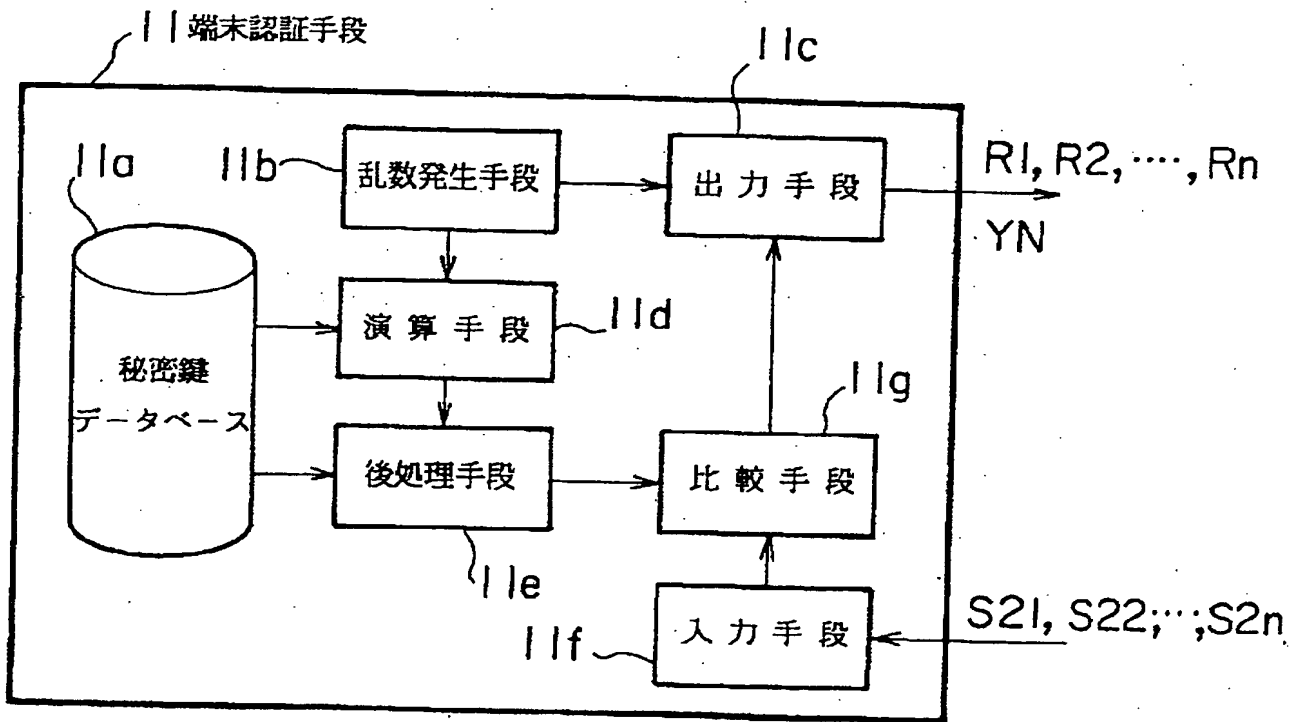 11端末認証手段
11c
11a
11b
乱数発生手段
出力手段
R1, R2, ····, Rn
YN
演算手段
11d
秘密鍵
データベース
11g
後処理手段
比較手段
11e
入力手段
11f
S21, S22,···,S2n